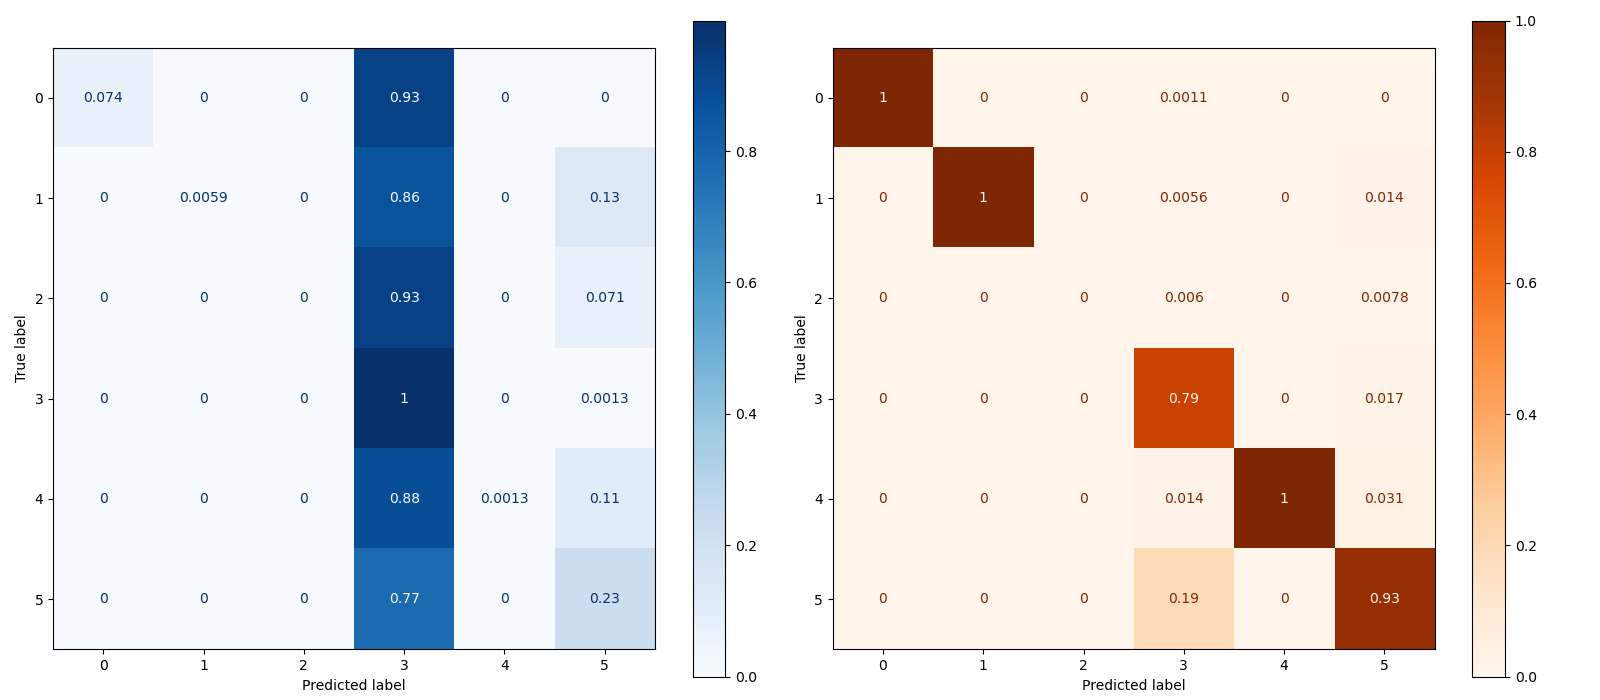 0 0.074 0 0 0.93 0 0
1 0 0.0059 0 0.86 0 0.13
2 0 0 0 0.93 0 0.071
3 0 0 0 1 0 0.0013
4 0 0 0 0.88 0.0013 0.11
5 0 0 0 0.77 0 0.23
0 1 2 3 4 5
True label
Predicted label
0.8
0.6
0.4
0.2
0.0
0 1 0 0 0.0011 0 0
1 0 1 0 0.0056 0 0.014
2 0 0 0 0.006 0 0.0078
3 0 0 0 0.79 0 0.017
4 0 0 0 0.014 1 0.031
5 0 0 0 0.19 0 0.93
0 1 2 3 4 5
True label
Predicted label
1.0
0.8
0.6
0.4
0.2
0.0